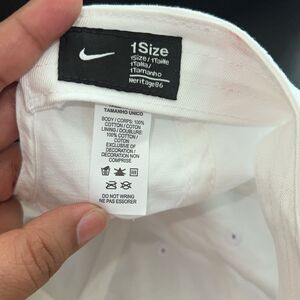 1Size
1Size/1Taille
1Talla/
1Tamanho
Heritage86
TAMANHO UNICO
BODY / CORPS: 100%
COTTON / COTON
LINING / DOUBLURE:
100% COTTON /
COTON
EXCLUSIVE OF
DECORATION /
DECORATION NON
COMPRISE
DO NOT WRING
NE PAS ESSORER